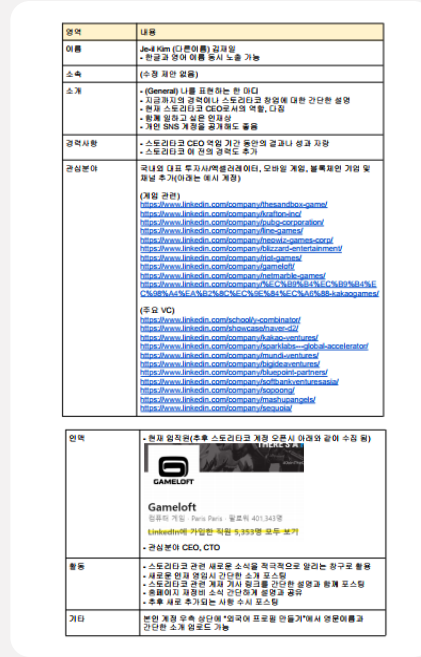 영역 내용
이름 Je-il Kim (다른이름) 김재일
- 한글과 영어 이름 동시 노출 가능
소속 (수정 제안 없음)
소개 - (General) 나를 표현하는 한 마디
- 지금까지의 경력이나 스토리타코 창업에 대한 간단한 설명
- 현재 스토리타코 CEO로서의 역할, 다짐
- 함께 일하고 싶은 인재상
- 개인 SNS 계정을 공개해도 좋음
경력사항 - 스토리타코 CEO 역임 기간 동안의 결과나 성과 자랑
- 스토리타코 이 전의 경력도 추가
관심분야 국내외 대표 투자사/액셀러레이터, 모바일 게임, 블록체인 기업 및
채널 추가(아래는 예시 계정)
(게임 관련)
https://www.linkedin.com/company/thesandbox-game/
https://www.linkedin.com/company/krafton-inc/
https://www.linkedin.com/company/pubg-corporation/
https://www.linkedin.com/company/line-games/
https://www.linkedin.com/company/neowiz-games-corp/
https://www.linkedin.com/company/blizzard-entertainment/
https://www.linkedin.com/company/riot-games/
https://www.linkedin.com/company/gameloft/
https://www.linkedin.com/company/netmarble-games/
https://www.linkedin.com/company/%EC%B9%B4%EC%B9%B4%E
C%98%A4%EA%B2%8C%EC%9E%84%EC%A6%88-kakaogames/
(주요 VC)
https://www.linkedin.com/school/y-combinator/
https://www.linkedin.com/showcase/naver-d2/
https://www.linkedin.com/company/kakao-ventures/
https://www.linkedin.com/company/sparklabs---global-accelerator/
https://www.linkedin.com/company/mundi-ventures/
https://www.linkedin.com/company/bigideaventures/
https://www.linkedin.com/company/bluepoint-partners/
https://www.linkedin.com/company/softbankventuresasia/
https://www.linkedin.com/company/sopoong/
https://www.linkedin.com/company/mashupangels/
https://www.linkedin.com/company/sequoia/
인맥 - 현재 임직원(추후 스토리타코 계정 오픈시 아래와 같이 수집 됨)
THERE'S A
GAMELOFT
Gameloft
컴퓨터 게임 · Paris Paris · 팔로워 401,343명
LinkedIn에 가입한 직원 5,353명 모두 보기
- 관심분야 CEO, CTO
활동 - 스토리타코 관련 새로운 소식을 적극적으로 알리는 창구로 활용
- 새로운 인재 영입시 간단한 소개 포스팅
- 스토리타코 관련 게재 기사 링크를 간단한 설명과 함께 포스팅
- 홈페이지 재정비 소식 간단하게 설명과 공유
- 추후 새로 추가되는 사항 수시 포스팅
기타 본인 계정 우측 상단에 "외국어 프로필 만들기"에서 영문이름과
간단한 소개 업로드 가능